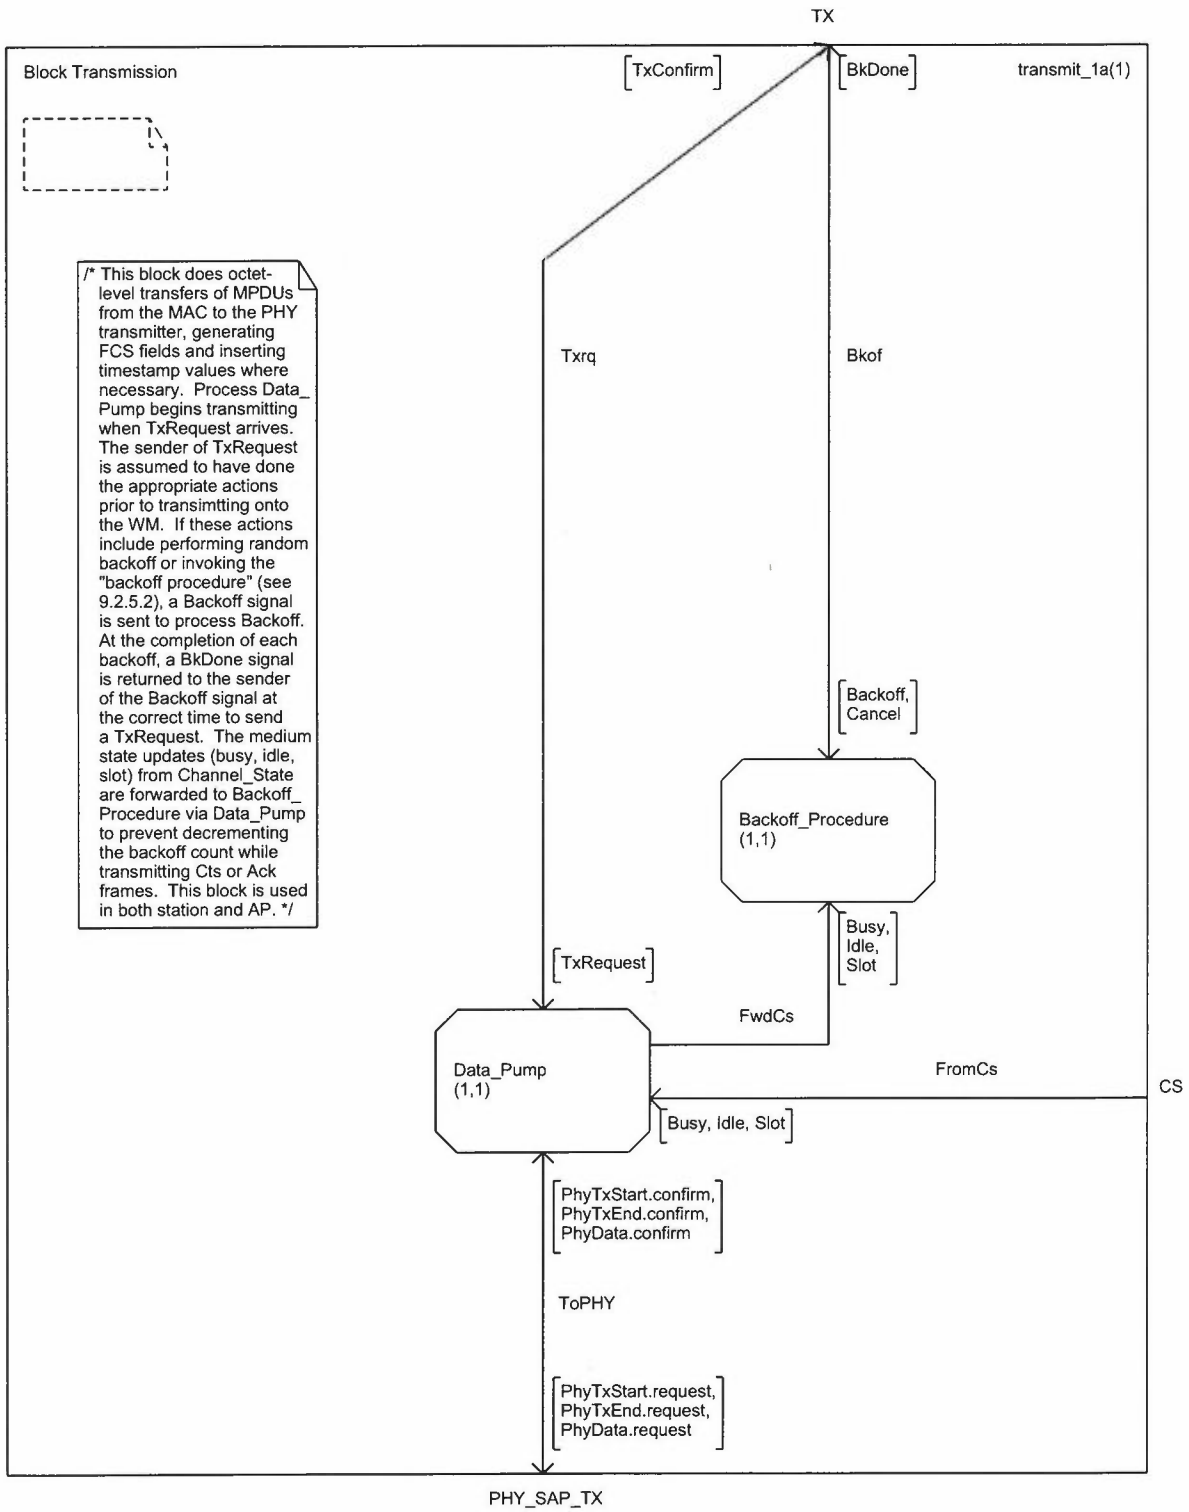 TX
Block Transmission
[TxConfirm]
[BkDone]
transmit_1a(1)
/* This block does octet-
level transfers of MPDUs
from the MAC to the PHY
transmitter, generating
FCS fields and inserting
timestamp values where
necessary. Process Data_
Pump begins transmitting
when TxRequest arrives.
The sender of TxRequest
is assumed to have done
the appropriate actions
prior to transimtting onto
the WM. If these actions
include performing random
backoff or invoking the
"backoff procedure" (see
9.2.5.2), a Backoff signal
is sent to process Backoff.
At the completion of each
backoff, a BkDone signal
is returned to the sender
of the Backoff signal at
the correct time to send
a TxRequest. The medium
state updates (busy, idle,
slot) from Channel_State
are forwarded to Backoff_
Procedure via Data_Pump
to prevent decrementing
the backoff count while
transmitting Cts or Ack
frames. This block is used
in both station and AP. */
Txrq
Bkof
[Backoff,
Cancel]
Backoff_Procedure
(1,1)
[Busy,
Idle,
Slot]
[TxRequest]
FwdCs
Data_Pump
(1,1)
FromCs
CS
[Busy, Idle, Slot]
[PhyTxStart.confirm,
PhyTxEnd.confirm,
PhyData.confirm]
ToPHY
[PhyTxStart.request,
PhyTxEnd.request,
PhyData.request]
PHY_SAP_TX